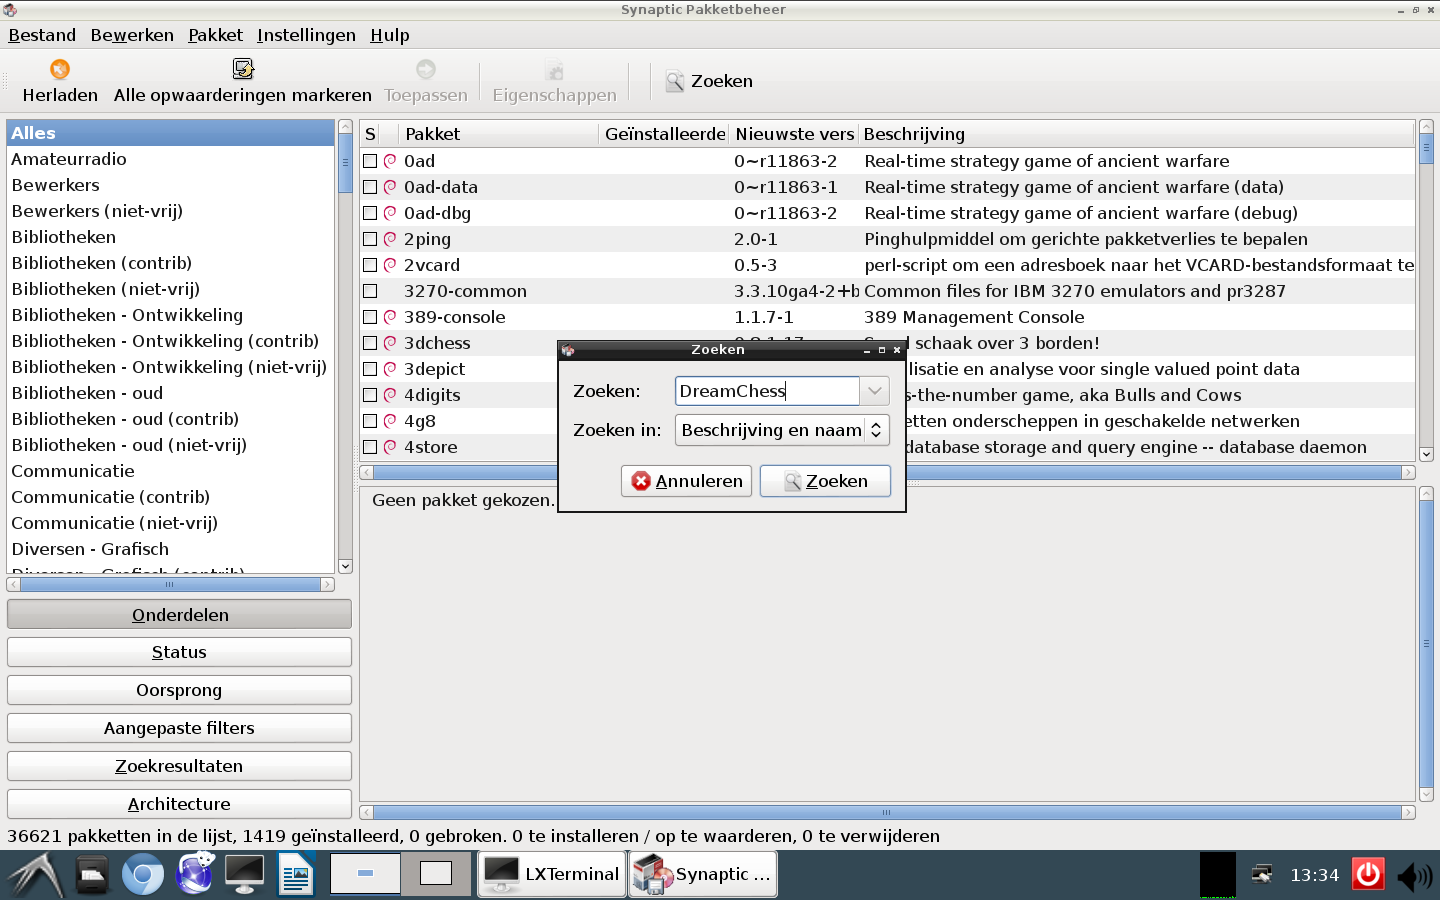 Synaptic Pakketbeheer
Bestand Bewerken Pakket Instellingen Hulp
Herladen Alle opwaarderingen markeren Toepassen Eigenschappen Zoeken
Alles
Amateurradio
Bewerkers
Bewerkers (niet-vrij)
Bibliotheken
Bibliotheken (contrib)
Bibliotheken (niet-vrij)
Bibliotheken - Ontwikkeling
Bibliotheken - Ontwikkeling (contrib)
Bibliotheken - Ontwikkeling (niet-vrij)
Bibliotheken - oud
Bibliotheken - oud (contrib)
Bibliotheken - oud (niet-vrij)
Communicatie
Communicatie (contrib)
Communicatie (niet-vrij)
Diversen - Grafisch
Diversen - Grafisch (contrib)
Onderdelen
Status
Oorsprong
Aangepaste filters
Zoekresultaten
Architecture
S Pakket Geïnstalleerde Nieuwste vers Beschrijving
0ad 0~r11863-2 Real-time strategy game of ancient warfare
0ad-data 0~r11863-1 Real-time strategy game of ancient warfare (data)
0ad-dbg 0~r11863-2 Real-time strategy game of ancient warfare (debug)
2ping 2.0-1 Pinghulpmiddel om gerichte pakketverlies te bepalen
2vcard 0.5-3 perl-script om een adresboek naar het VCARD-bestandsformaat te
3270-common 3.3.10ga4-2+b Common files for IBM 3270 emulators and pr3287
389-console 1.1.7-1 389 Management Console
3dchess schaak over 3 borden!
3depict lisatie en analyse voor single valued point data
4digits s-the-number game, aka Bulls and Cows
4g8 etten onderscheppen in geschakelde netwerken
4store database storage and query engine -- database daemon
Zoeken
Zoeken: DreamChess
Zoeken in: Beschrijving en naam
Annuleren Zoeken
Geen pakket gekozen.
36621 pakketten in de lijst, 1419 geïnstalleerd, 0 gebroken. 0 te installeren / op te waarderen, 0 te verwijderen
LXTerminal Synaptic ... 13:34